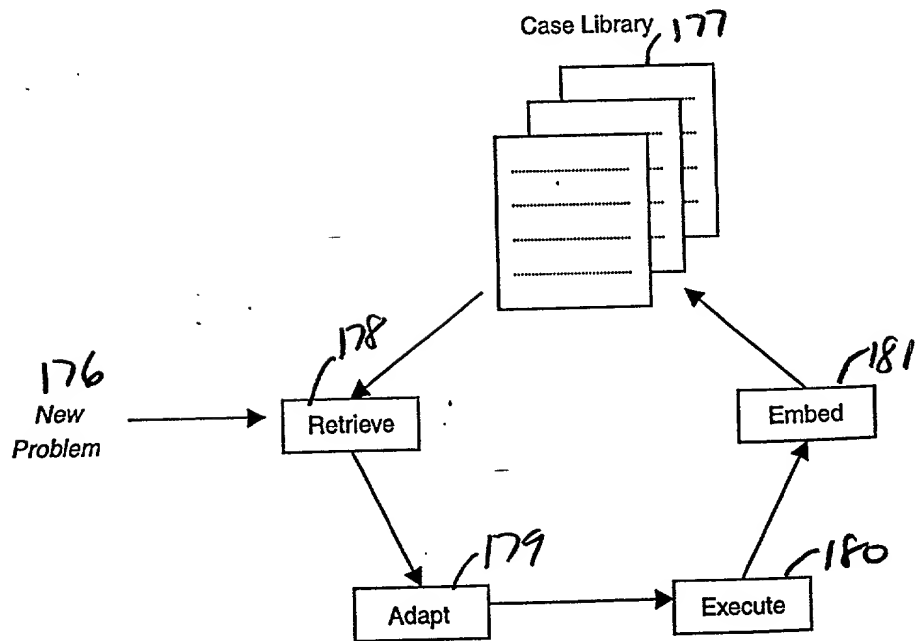 Case Library 177
176
New
Problem
178
Retrieve
181
Embed
179
Adapt
180
Execute